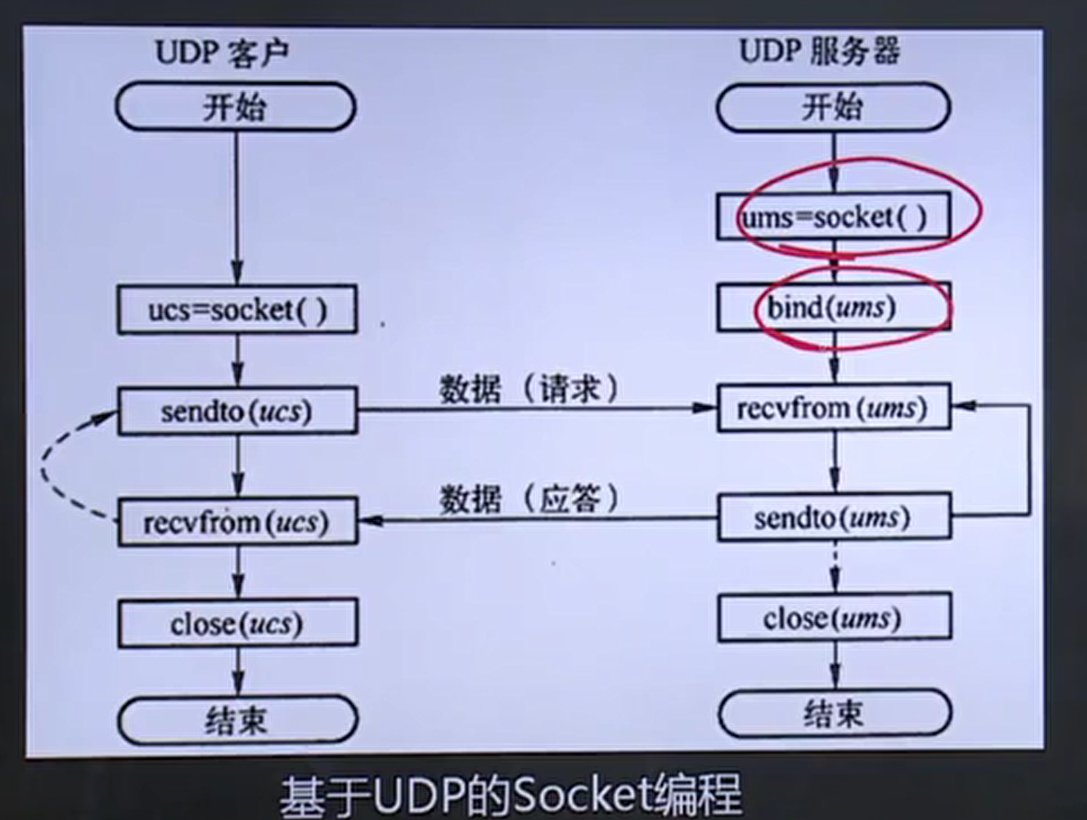 UDP 客户
开始
ucs=socket( )
sendto(ucs)
recvfrom(ucs)
close(ucs)
结束
数据（请求）
数据（应答）
UDP 服务器
开始
ums=socket( )
bind(ums)
recvfrom(ums)
sendto(ums)
close(ums)
结束
基于UDP的Socket编程